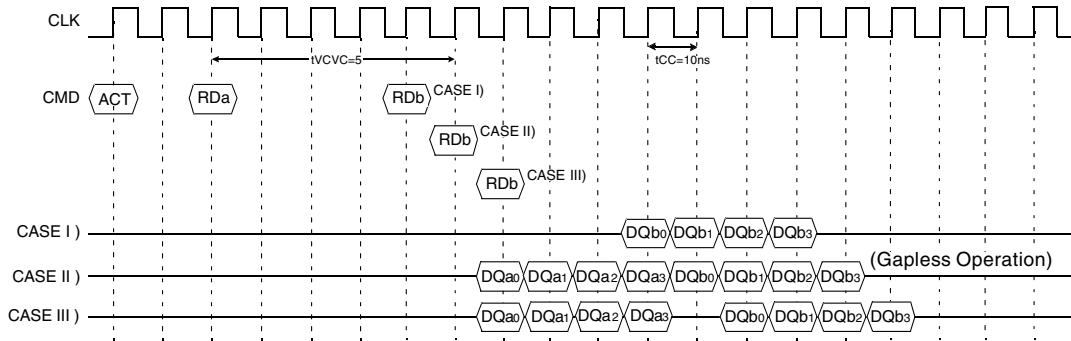 CLK
tVCVC=5
tCC=10ns
CMD ACT RDa RDb CASE I)
RDb CASE II)
RDb CASE III)
CASE I ) DQb0 DQb1 DQb2 DQb3
(Gapless Operation)
CASE II ) DQa0 DQa1 DQa2 DQa3 DQb0 DQb1 DQb2 DQb3
CASE III ) DQa0 DQa1 DQa2 DQa3 DQb0 DQb1 DQb2 DQb3